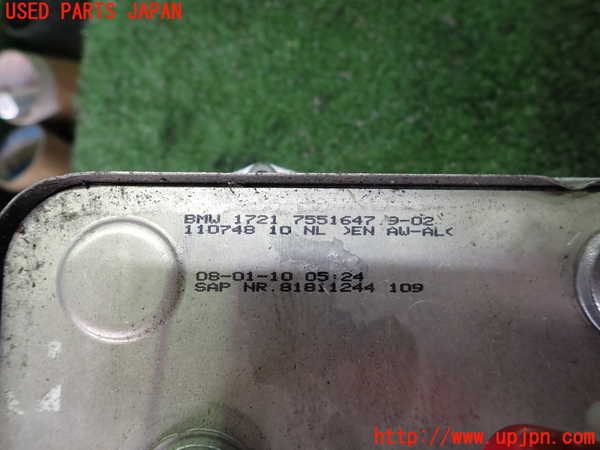 USED PARTS JAPAN
BMW 1721 7551647 9-02
110748 10 NL >EN AW-AL<
08-01-10 05:24
SAP NR.81811244 109
http://www.upjpn.com/